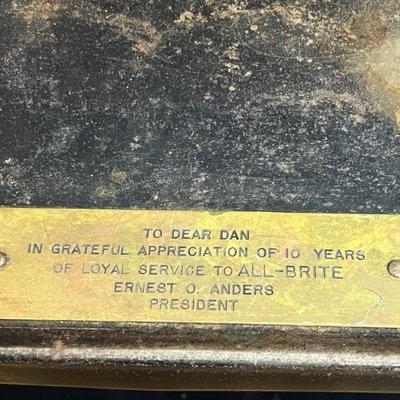 TO DEAR DAN
IN GRATEFUL APPRECIATION OF 10 YEARS
OF LOYAL SERVICE TO ALL-BRITE
ERNEST O. ANDERS
PRESIDENT